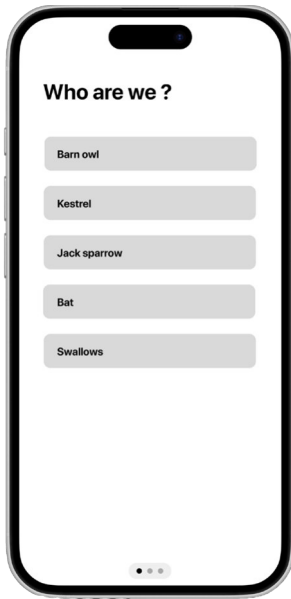 Who are we ?
Barn owl
Kestrel
Jack sparrow
Bat
Swallows